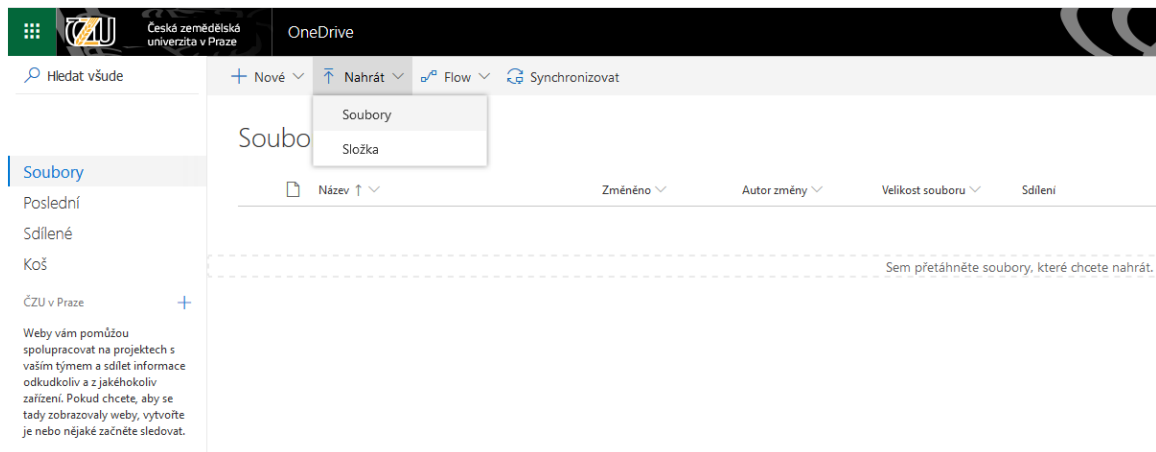 ČZU
Česká zemědělská
univerzita v Praze
OneDrive
Hledat všude
Nové
Nahrát
Flow
Synchronizovat
Soubory
Složka
Soubo
Soubory
Poslední
Sdílené
Koš
Název ↑
Změněno
Autor změny
Velikost souboru
Sdílení
Sem přetáhněte soubory, které chcete nahrát.
ČZU v Praze
Weby vám pomůžou
spolupracovat na projektech s
vaším týmem a sdílet informace
odkudkoliv a z jakéhokoliv
zařízení. Pokud chcete, aby se
tady zobrazovaly weby, vytvořte
je nebo nějaké začněte sledovat.